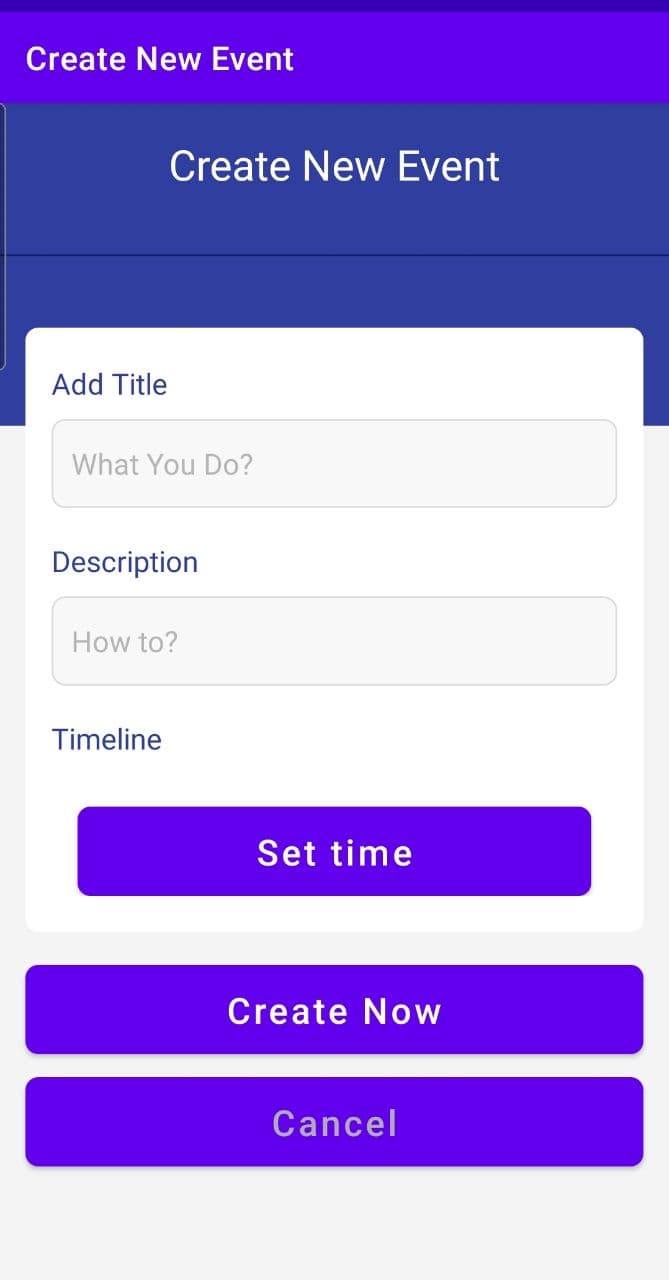 Create New Event
Create New Event
Add Title
What You Do?
Description
How to?
Timeline
Set time
Create Now
Cancel